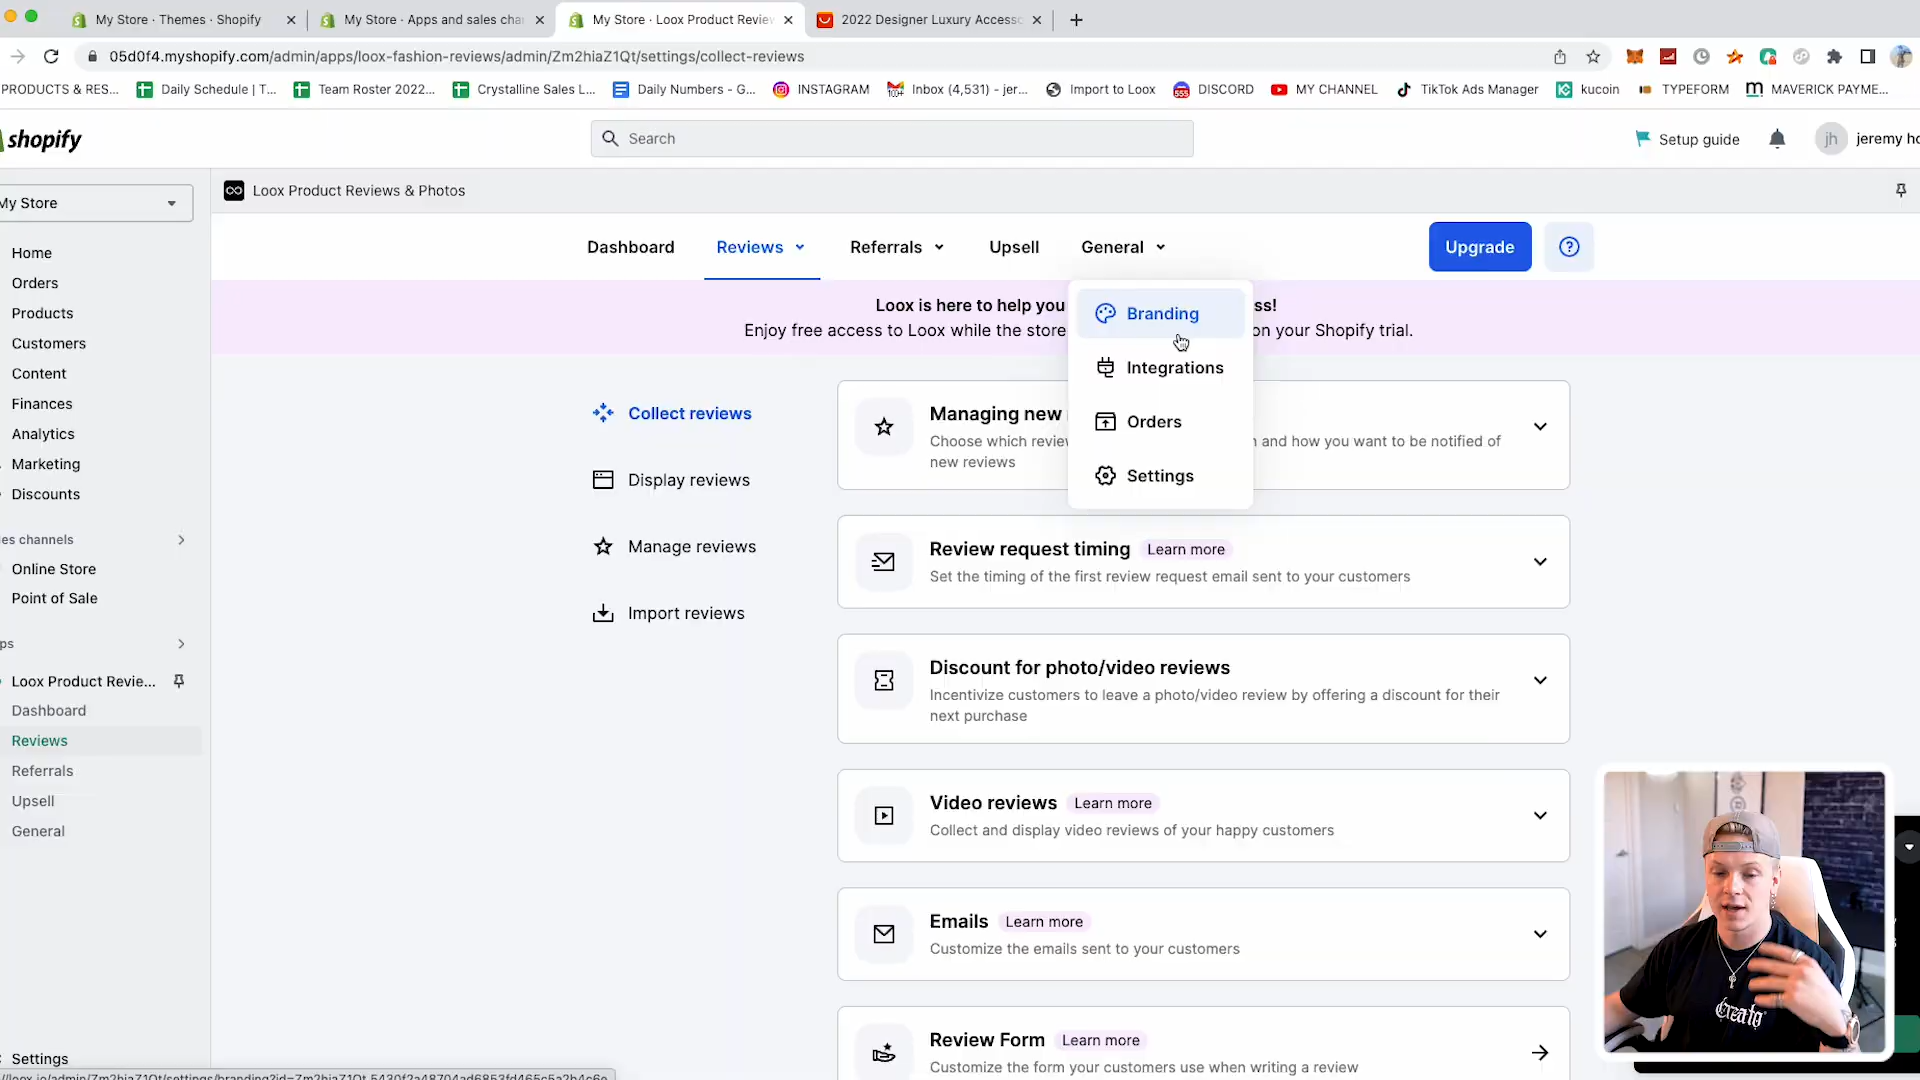 My Store · Themes · Shopify
My Store · Apps and sales cha
My Store · Loox Product Review
2022 Designer Luxury Accesso
05d0f4.myshopify.com/admin/apps/loox-fashion-reviews/admin/Zm2hiaZ1Qt/settings/collect-reviews
PRODUCTS & RES...
Daily Schedule | T...
Team Roster 2022...
Crystalline Sales L...
Daily Numbers - G...
INSTAGRAM
Inbox (4,531) - jer...
Import to Loox
DISCORD
MY CHANNEL
TikTok Ads Manager
kucoin
TYPEFORM
MAVERICK PAYME...
shopify
Search
Setup guide
jh
jeremy ho
My Store
Loox Product Reviews & Photos
Home
Orders
Products
Customers
Content
Finances
Analytics
Marketing
Discounts
es channels
Online Store
Point of Sale
ps
Loox Product Revie...
Dashboard
Reviews
Referrals
Upsell
General
Settings
Dashboard
Reviews
Referrals
Upsell
General
Upgrade
Loox is here to help you ss!
Enjoy free access to Loox while the store on your Shopify trial.
Branding
Integrations
Orders
Settings
Collect reviews
Display reviews
Manage reviews
Import reviews
Managing new
Choose which review and how you want to be notified of
new reviews
Review request timing Learn more
Set the timing of the first review request email sent to your customers
Discount for photo/video reviews
Incentivize customers to leave a photo/video review by offering a discount for their
next purchase
Video reviews Learn more
Collect and display video reviews of your happy customers
Emails Learn more
Customize the emails sent to your customers
Review Form Learn more
Customize the form your customers use when writing a review